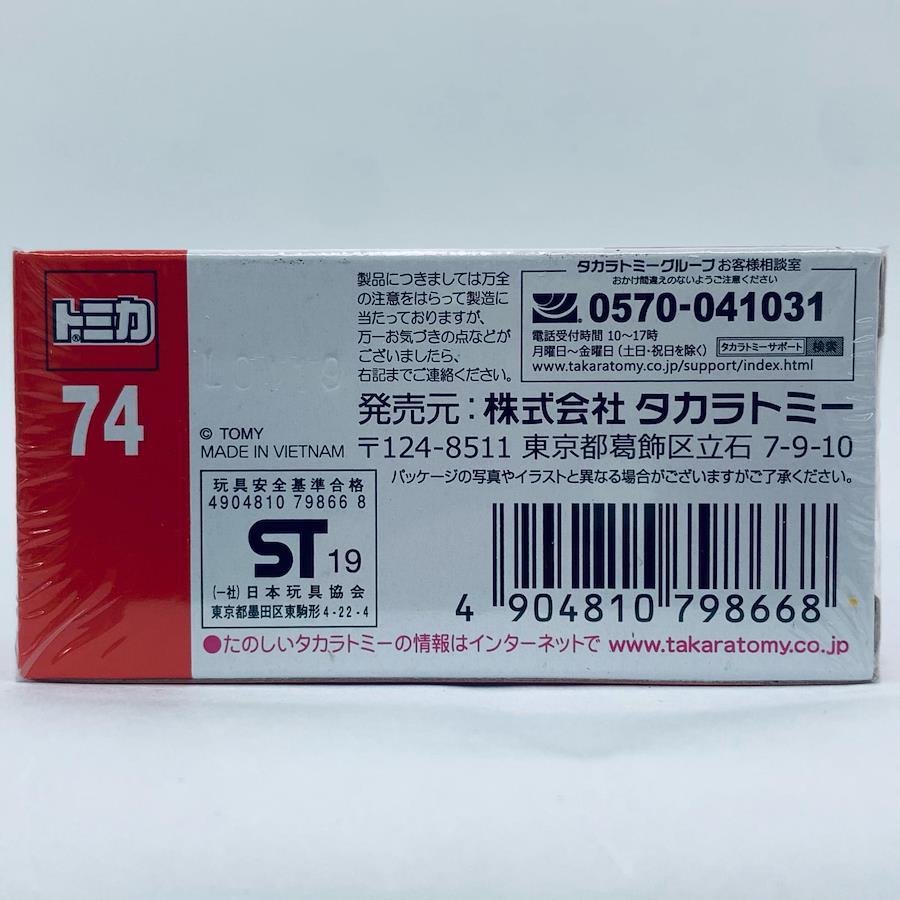 トミカ®
74
製品につきましては万全
の注意をはらって製造に
当たっておりますが、
万一お気づきの点などが
ございましたら、
右記までご連絡ください。
タカラトミーグループ お客様相談室
おかけ間違えのないようご注意ください
0570-041031
電話受付時間 10〜17時
月曜日〜金曜日 (土日・祝日を除く) タカラトミーサポート 検索
www.takaratomy.co.jp/support/index.html
© TOMY
MADE IN VIETNAM
発売元:株式会社 タカラトミー
〒124-8511 東京都葛飾区立石 7-9-10
パッケージの写真やイラストと異なる場合がございますがご了承ください。
玩具安全基準合格
4904810 79866 8
ST 19
(一社) 日本玩具協会
東京都墨田区東駒形4-22-4
4 904810 798668
●たのしいタカラトミーの情報はインターネットで www.takaratomy.co.jp